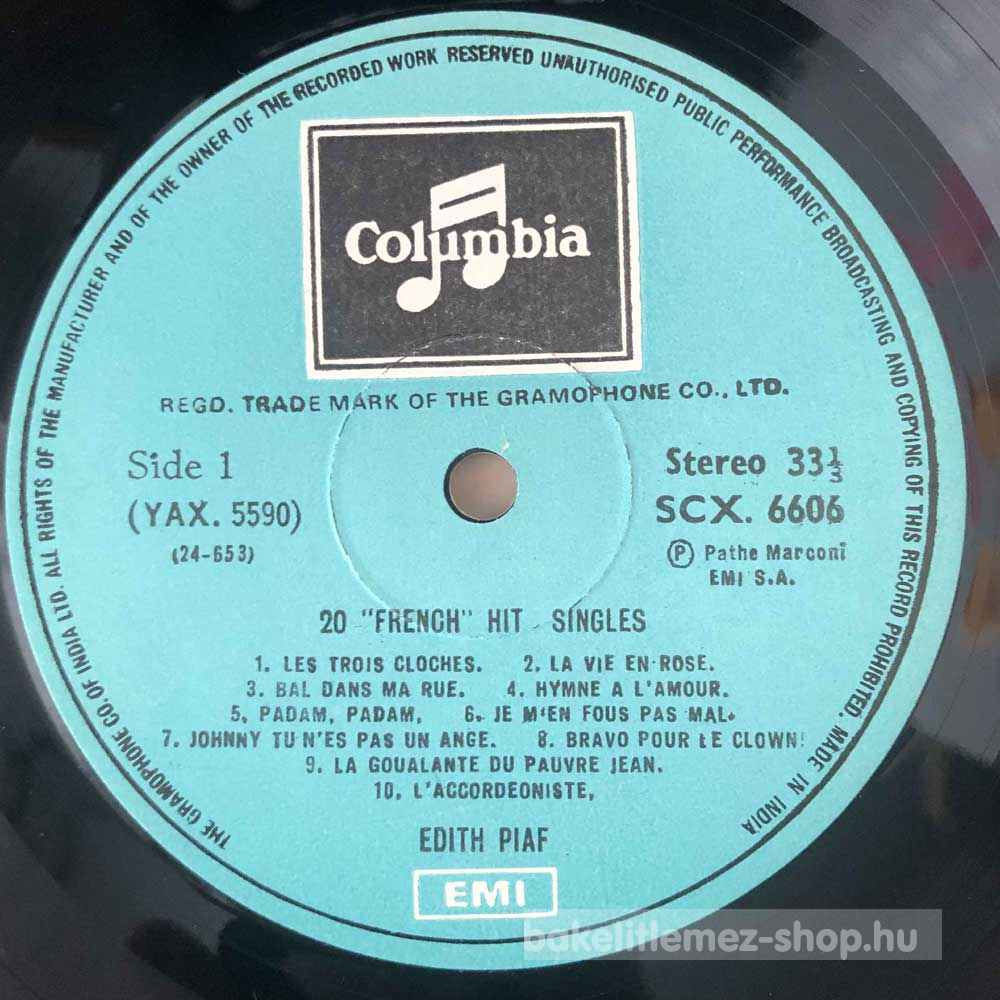 THE GRAMOPHONE CO. OF INDIA LTD. ALL RIGHTS OF THE MANUFACTURER AND OF THE OWNER OF THE RECORDED WORK RESERVED UNAUTHORISED PUBLIC PERFORMANCE BROADCASTING AND COPYING OF THIS RECORD PROHIBITED. MADE IN INDIA
Columbia
REGD. TRADE MARK OF THE GRAMOPHONE CO., LTD.
Side 1
(YAX. 5590)
(24-653)
Stereo 33⅓
SCX. 6606
Ⓟ Pathe Marconi
EMI S.A.
20 "FRENCH" HIT SINGLES
1. LES TROIS CLOCHES. 2. LA VIE EN ROSE.
3. BAL DANS MA RUE. 4. HYMNE A L'AMOUR.
5. PADAM, PADAM, 6. JE M'EN FOUS PAS MAL.
7. JOHNNY TU N'ES PAS UN ANGE. 8. BRAVO POUR LE CLOWN!
9. LA GOUALANTE DU PAUVRE JEAN.
10. L'ACCORDEONISTE,
EDITH PIAF
EMI
bakelitlemez-shop.hu